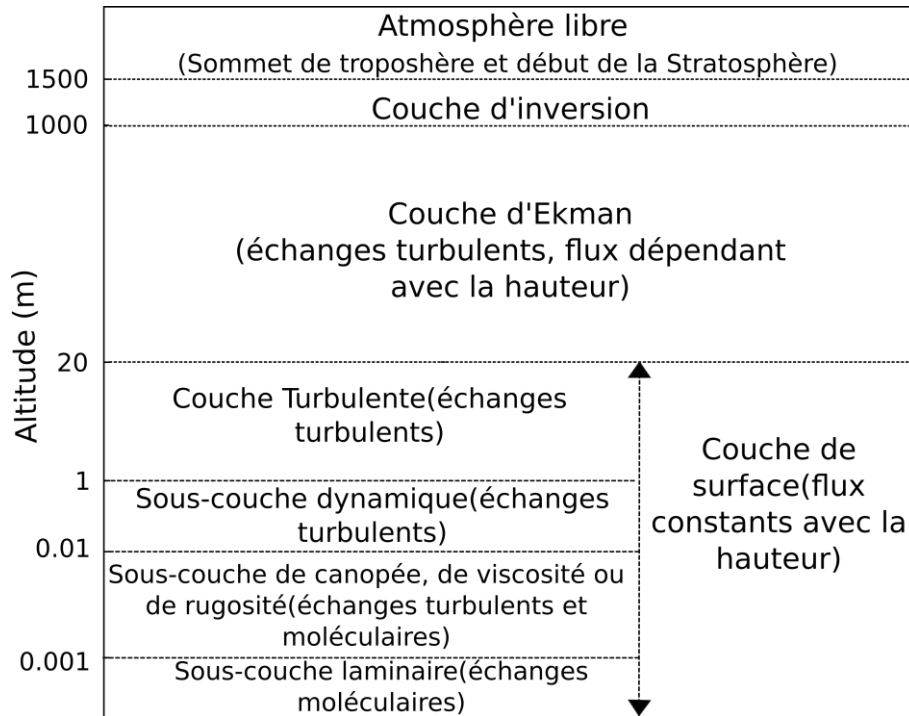 Atmosphère libre
(Sommet de troposhère et début de la Stratosphère)
1500
Couche d'inversion
1000
Couche d'Ekman
(échanges turbulents, flux dépendant
avec la hauteur)
Altitude (m)
20
Couche Turbulente(échanges
turbulents)
1
Sous-couche dynamique(échanges
turbulents)
0.01
Sous-couche de canopée, de viscosité ou
de rugosité(échanges turbulents et
moléculaires)
0.001
Sous-couche laminaire(échanges
moléculaires)
Couche de
surface(flux
constants avec la
hauteur)